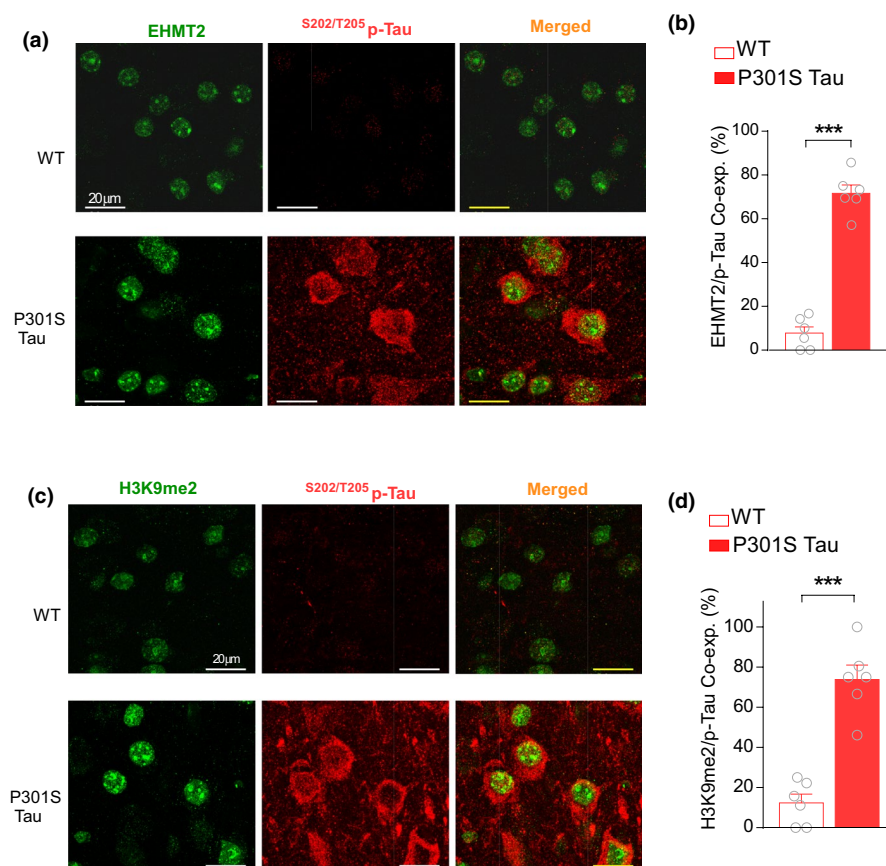 (a)
EHMT2
S202/T205 p-Tau
Merged
WT
20μm
P301S
Tau
(b)
WT
P301S Tau
EHMT2/p-Tau Co-exp. (%)
100
80
60
40
20
0
***
(c)
H3K9me2
S202/T205 p-Tau
Merged
WT
20μm
P301S
Tau
(d)
WT
P301S Tau
H3K9me2/p-Tau Co-exp. (%)
100
80
60
40
20
0
***